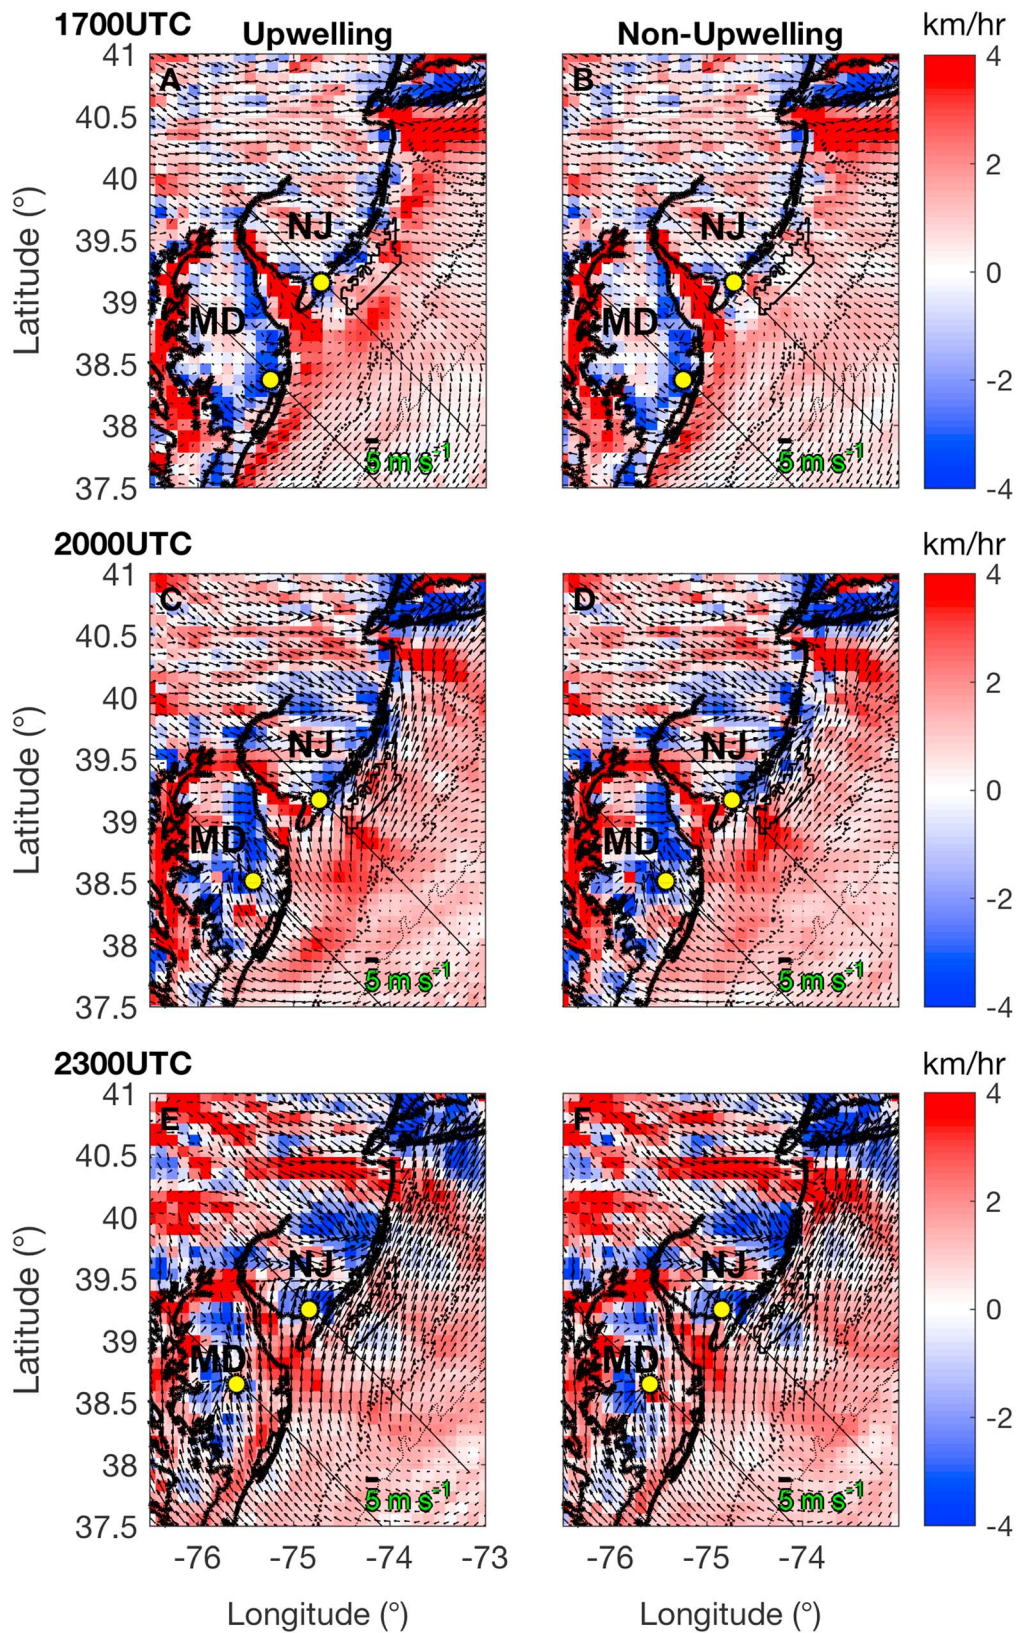 1700UTC
Upwelling
Non-Upwelling
km/hr
41
40.5
40
39.5
39
38.5
38
37.5
Latitude (°)
A
NJ
MD
5 m s⁻¹
B
NJ
MD
5 m s⁻¹
4
2
0
-2
-4
2000UTC
km/hr
41
40.5
40
39.5
39
38.5
38
37.5
Latitude (°)
C
NJ
MD
5 m s⁻¹
D
NJ
MD
5 m s⁻¹
4
2
0
-2
-4
2300UTC
km/hr
41
40.5
40
39.5
39
38.5
38
37.5
Latitude (°)
E
NJ
MD
5 m s⁻¹
F
NJ
MD
5 m s⁻¹
4
2
0
-2
-4
-76 -75 -74 -73
-76 -75 -74
Longitude (°)
Longitude (°)